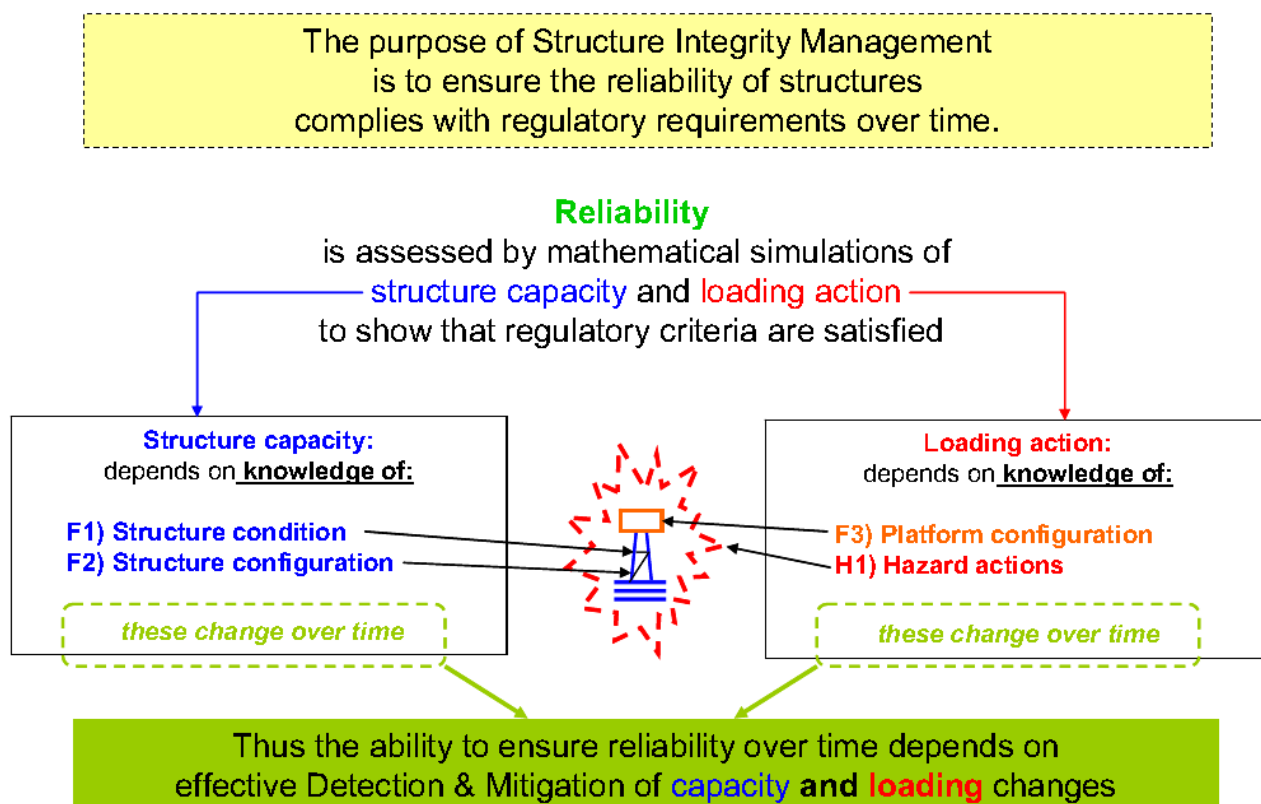 The purpose of Structure Integrity Management
is to ensure the reliability of structures
complies with regulatory requirements over time.
Reliability
is assessed by mathematical simulations of
structure capacity and loading action
to show that regulatory criteria are satisfied
Structure capacity:
depends on knowledge of:
F1) Structure condition
F2) Structure configuration
these change over time
Loading action:
depends on knowledge of:
F3) Platform configuration
H1) Hazard actions
these change over time
Thus the ability to ensure reliability over time depends on
effective Detection & Mitigation of capacity and loading changes